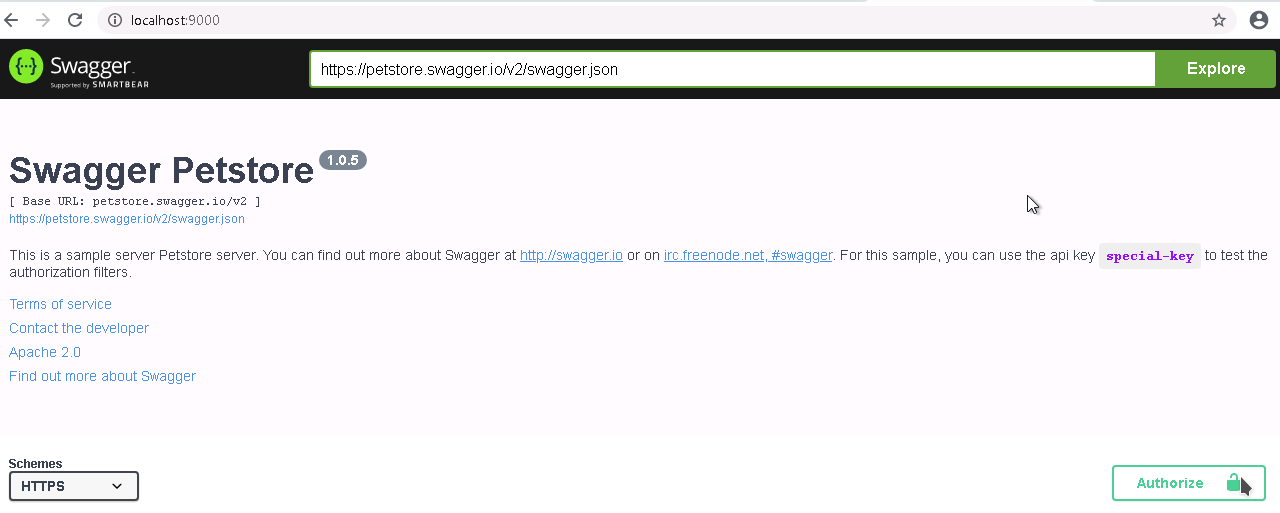 localhost:9000
Swagger.
Supported by SMARTBEAR
https://petstore.swagger.io/v2/swagger.json
Explore
Swagger Petstore 1.0.5
[ Base URL: petstore.swagger.io/v2 ]
https://petstore.swagger.io/v2/swagger.json
This is a sample server Petstore server. You can find out more about Swagger at http://swagger.io or on irc.freenode.net, #swagger. For this sample, you can use the api key special-key to test the
authorization filters.
Terms of service
Contact the developer
Apache 2.0
Find out more about Swagger
Schemes
HTTPS
Authorize